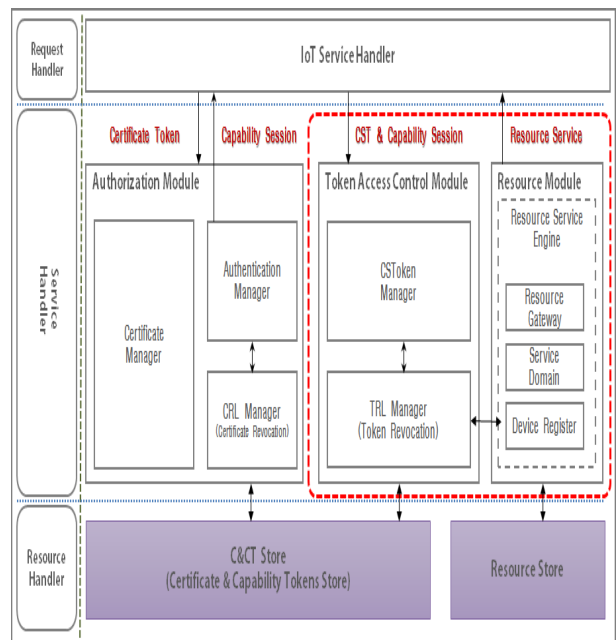 Request
Handler
IoT Service Handler
Service
Handler
Certificate Token
Capability Session
CST & Capability Session
Resource Service
Authorization Module
Certificate
Manager
Authentication
Manager
CRL Manager
(Certificate Revocation)
Token Access Control Module
CSToken
Manager
TRL Manager
(Token Revocation)
Resource Module
Resource Service
Engine
Resource
Gateway
Service
Domain
Device Register
Resource
Handler
C&CT Store
(Certificate & Capability Tokens Store)
Resource Store